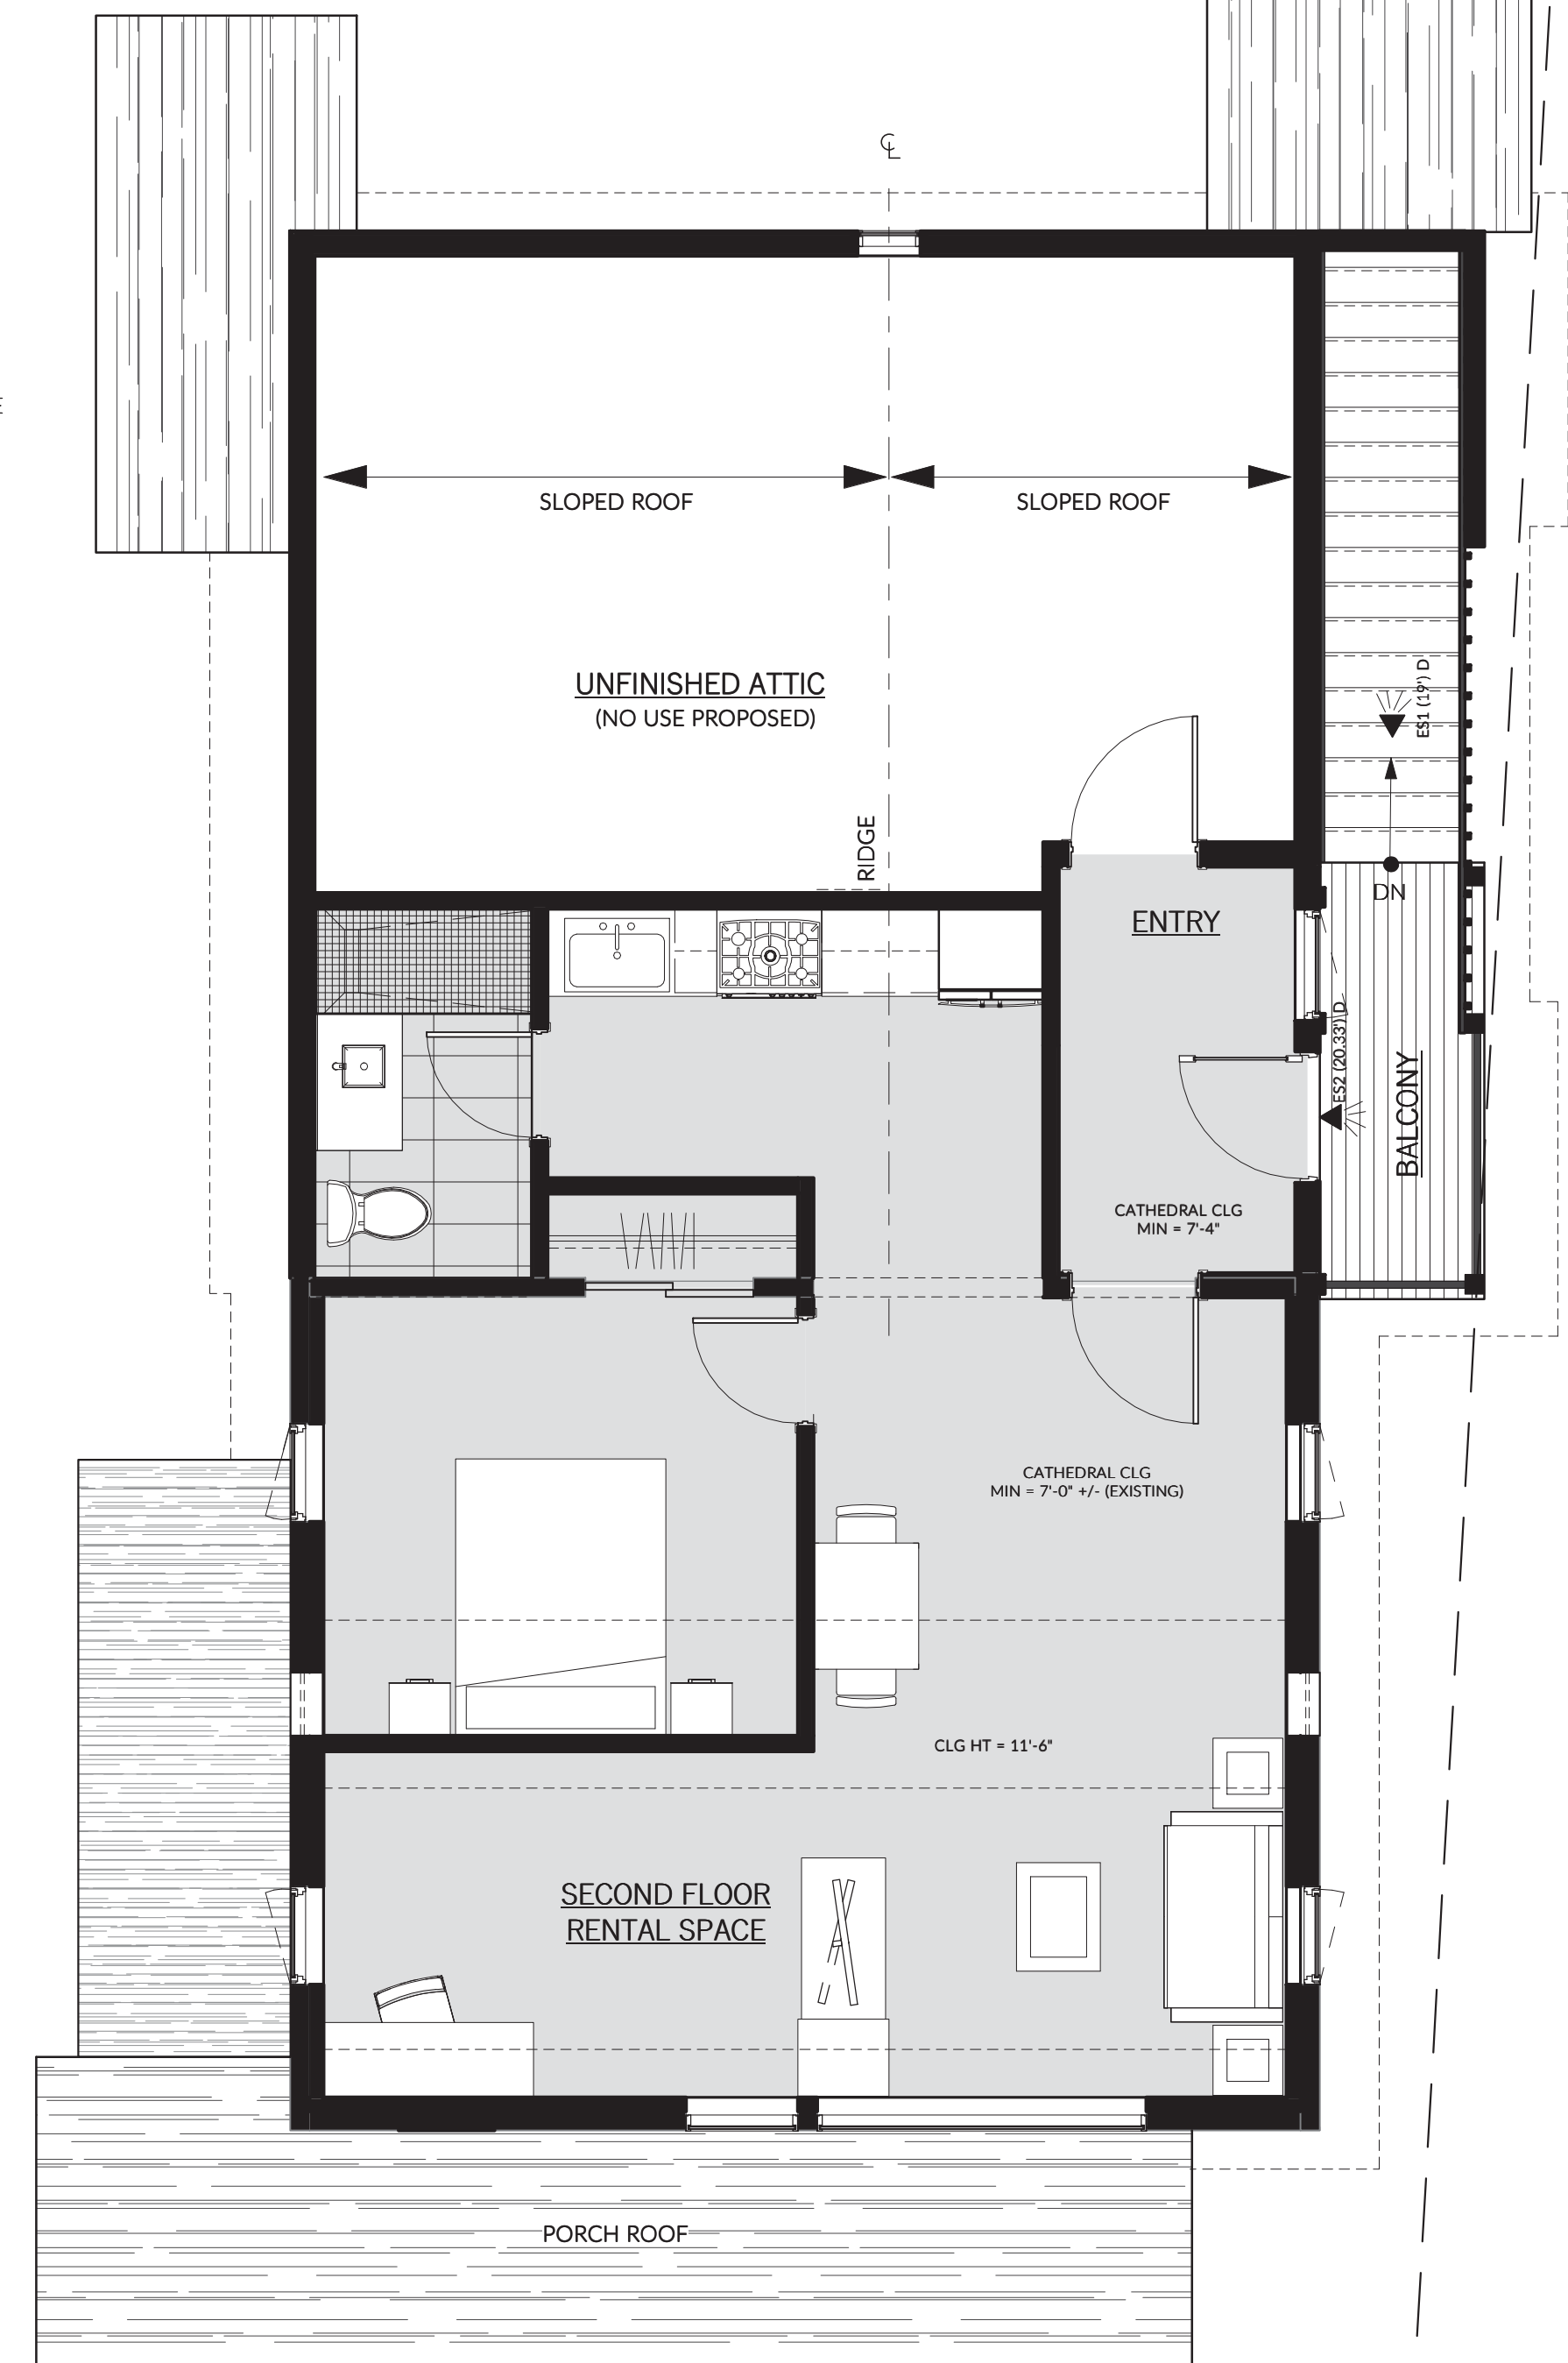 ℄
SLOPED ROOF
SLOPED ROOF
UNFINISHED ATTIC
(NO USE PROPOSED)
ES1 (19') D
RIDGE
DN
ENTRY
ES2 (20.33') D
BALCONY
CATHEDRAL CLG
MIN = 7'-4"
CATHEDRAL CLG
MIN = 7'-0" +/- (EXISTING)
CLG HT = 11'-6"
SECOND FLOOR
RENTAL SPACE
PORCH ROOF